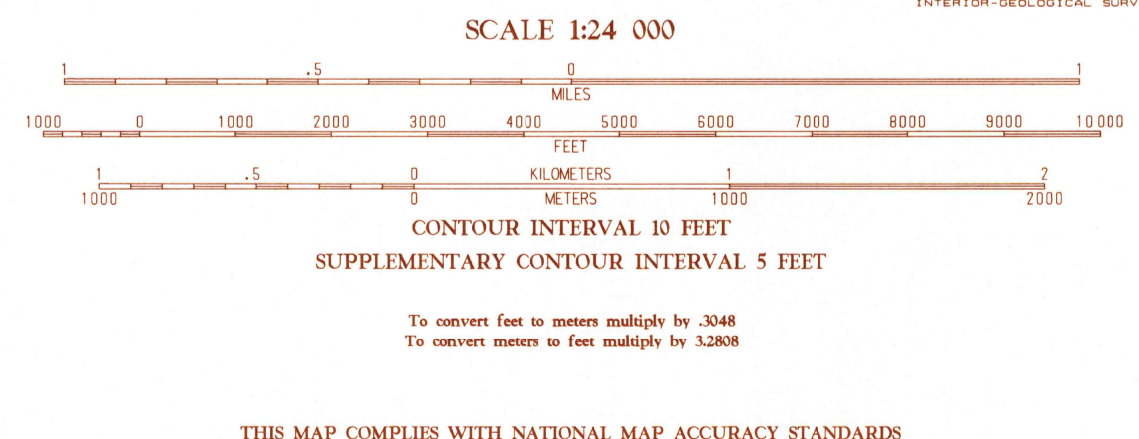 INTERIOR-GEOLOGICAL SURV
SCALE 1:24 000
1 .5 0 1
MILES
1000 0 1000 2000 3000 4000 5000 6000 7000 8000 9000 10 000
FEET
1 .5 0 KILOMETERS 1 2
1000 0 METERS 1000 2000
CONTOUR INTERVAL 10 FEET
SUPPLEMENTARY CONTOUR INTERVAL 5 FEET
To convert feet to meters multiply by .3048
To convert meters to feet multiply by 3.2808
THIS MAP COMPLIES WITH NATIONAL MAP ACCURACY STANDARDS